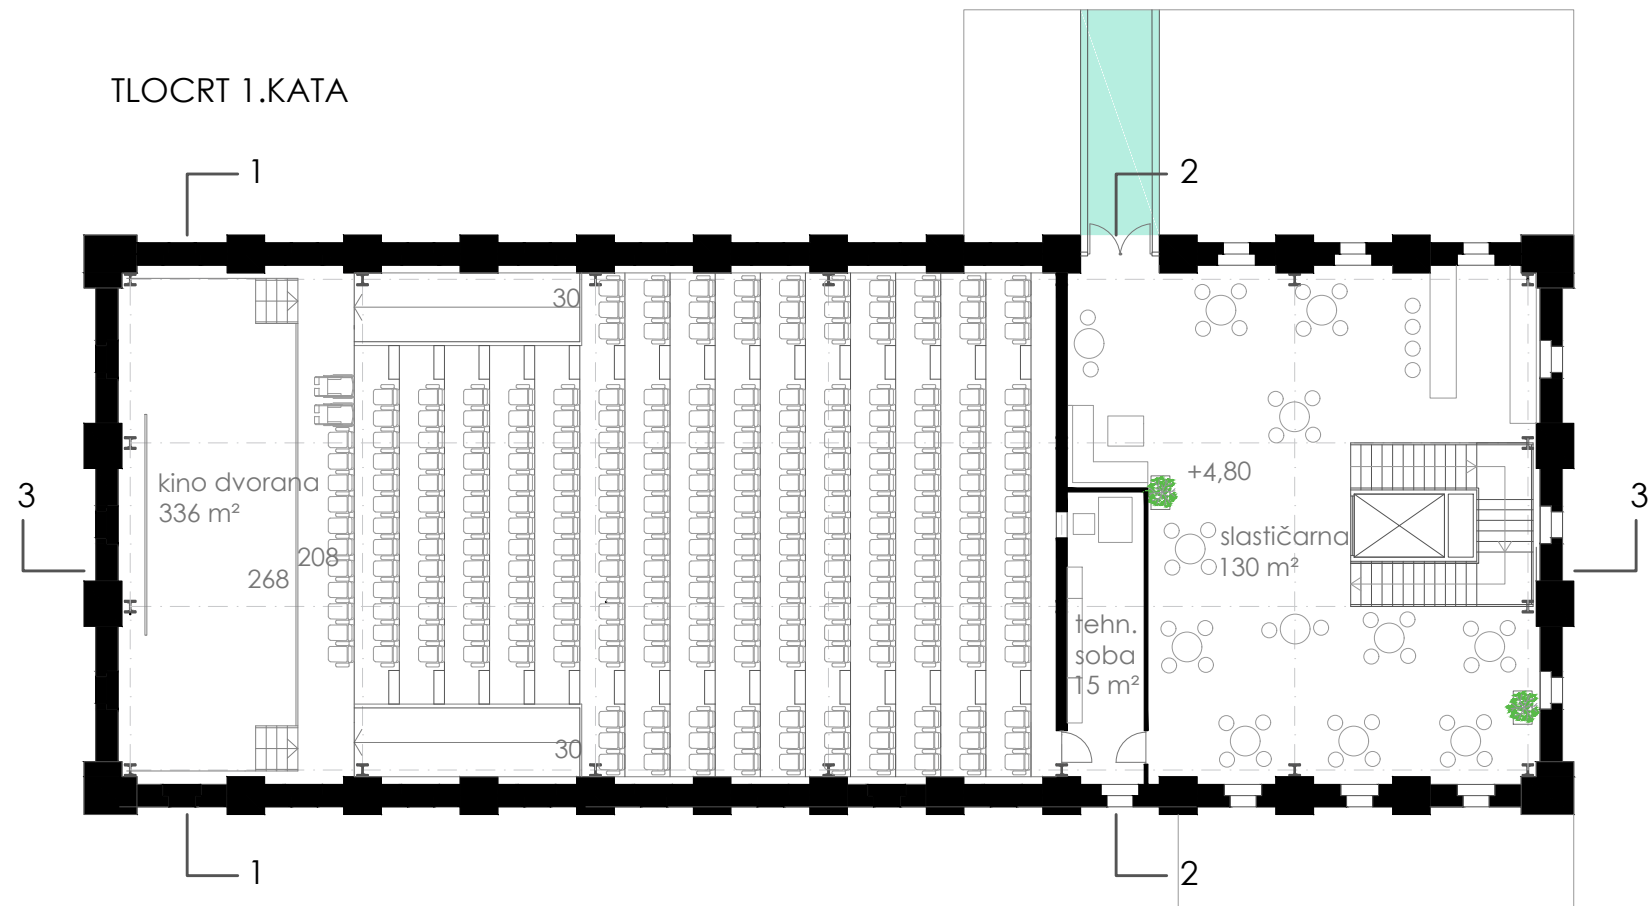 TLOCRT 1.KATA
1
2
30
kino dvorana
336 m²
208
268
3
+4,80
slastičarna
130 m²
3
tehn.
soba
15 m²
30
1
2